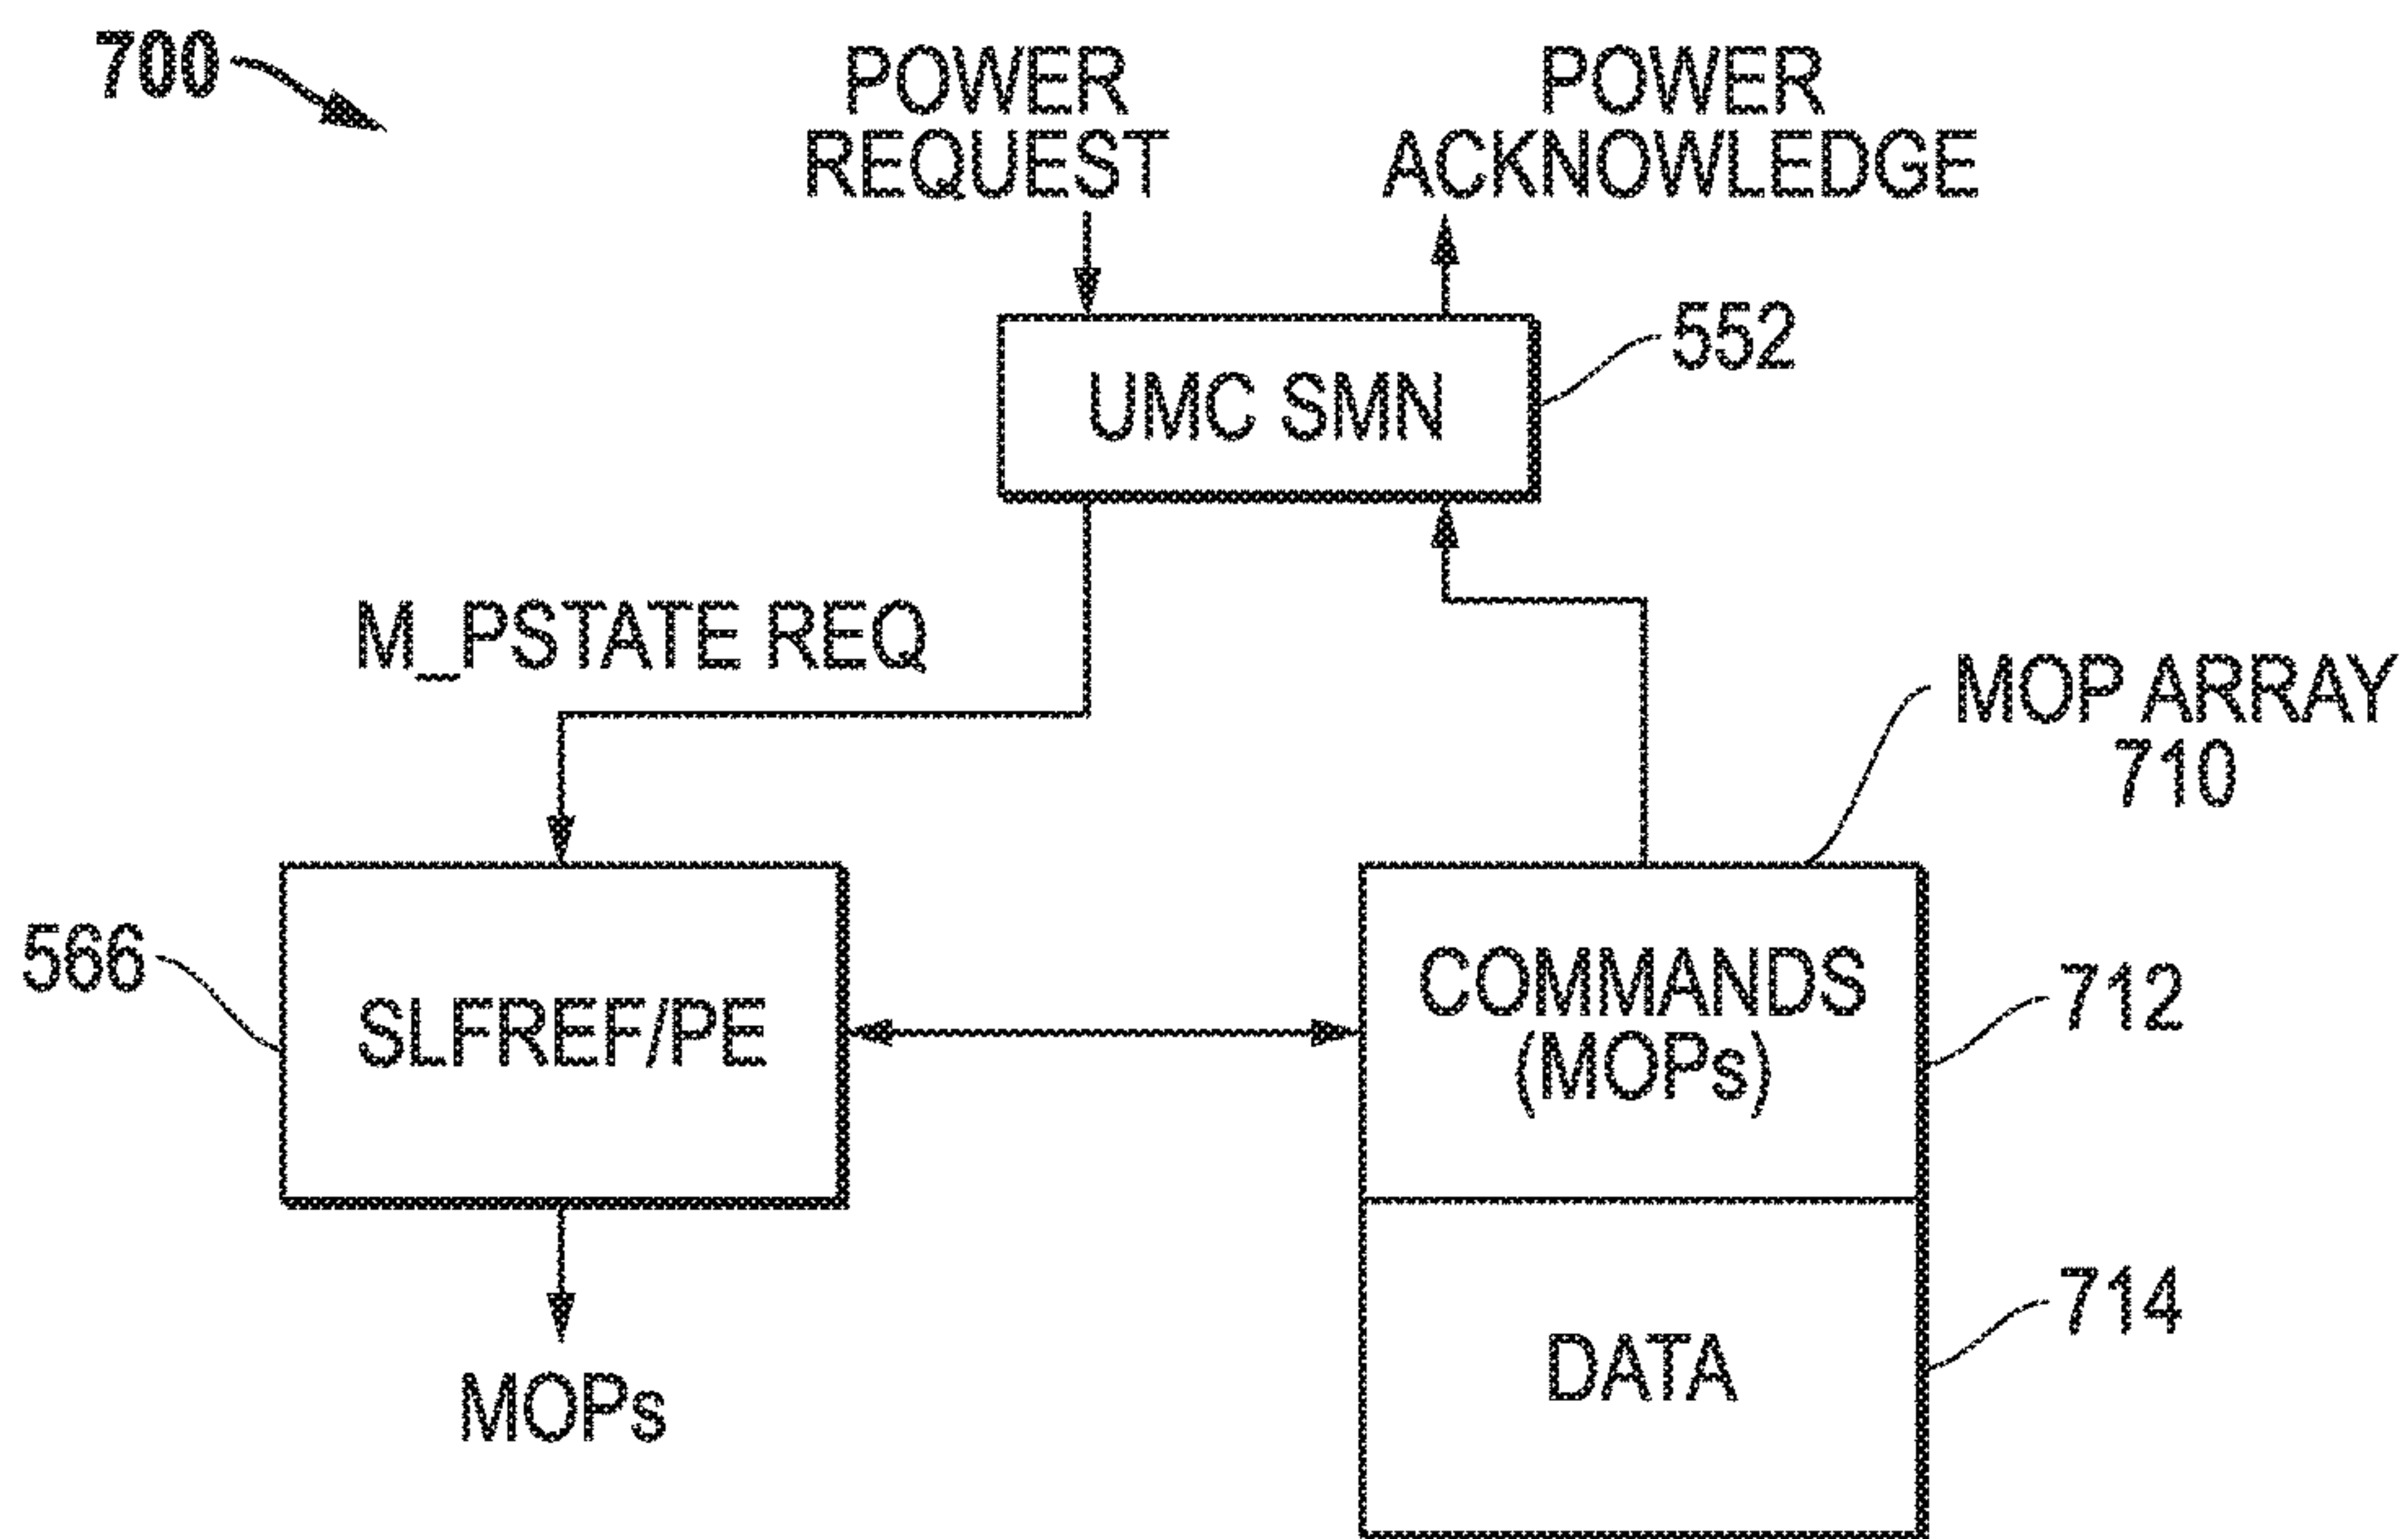 700
POWER
REQUEST
POWER
ACKNOWLEDGE
UMC SMN
552
M_PSTATE REQ
MOP ARRAY
710
566
SLFREF/PE
COMMANDS
(MOPs)
712
DATA
714
MOPs